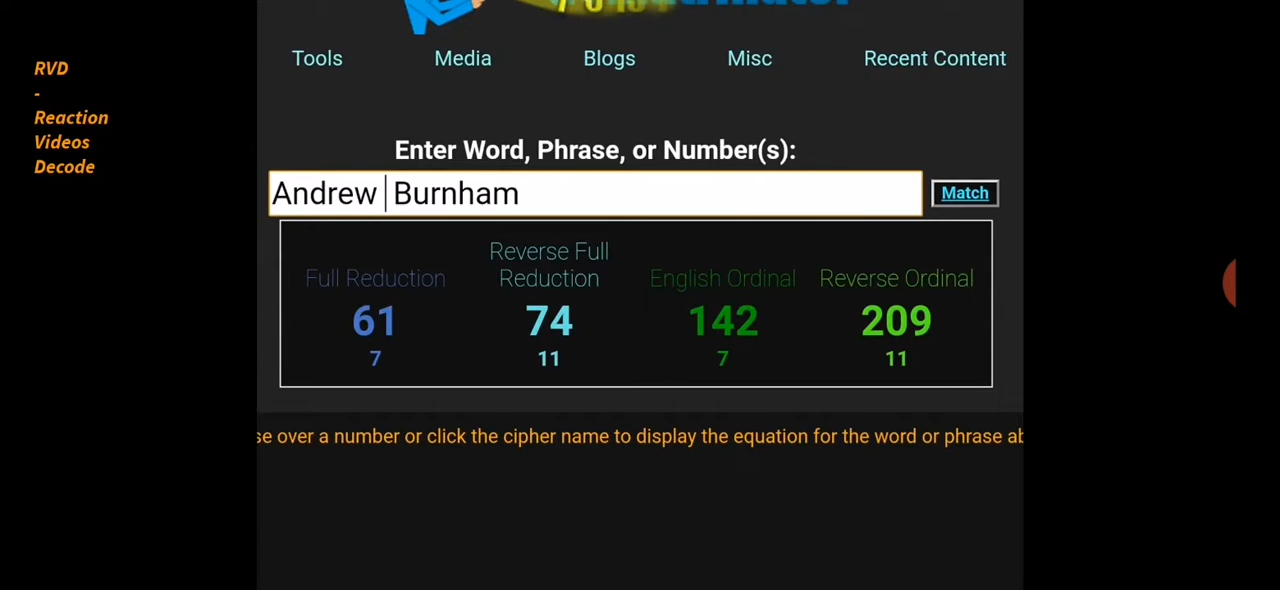 RVD
-
Reaction
Videos
Decode
Tools Media Blogs Misc Recent Content
Enter Word, Phrase, or Number(s):
Andrew Burnham Match
Full Reduction Reverse Full Reduction English Ordinal Reverse Ordinal
61 74 142 209
7 11 7 11
se over a number or click the cipher name to display the equation for the word or phrase ab